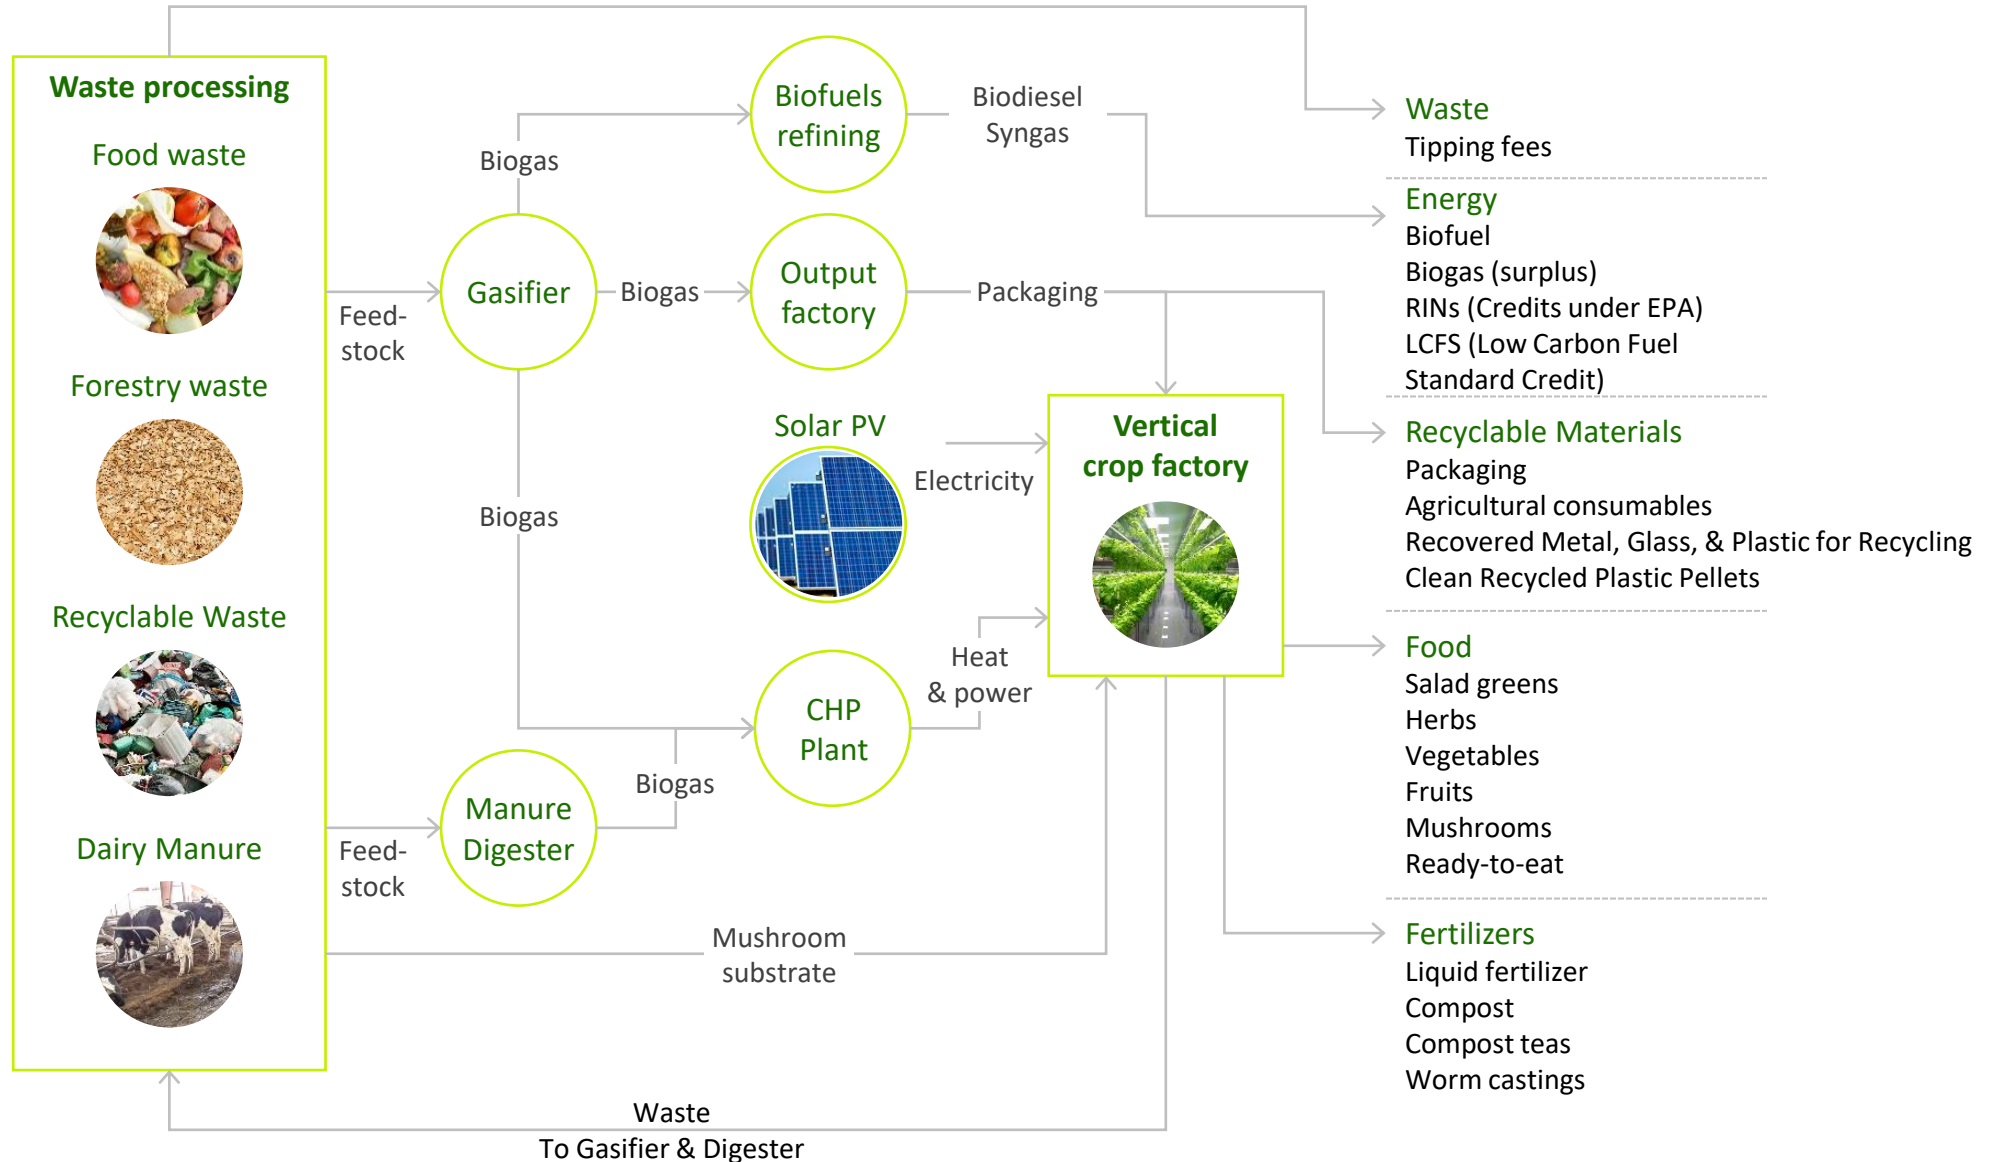 Waste processing
Food waste
Forestry waste
Recyclable Waste
Dairy Manure
Feed-
stock
Feed-
stock
Gasifier
Manure
Digester
Biogas
Biogas
Biogas
Biogas
Biofuels
refining
Output
factory
Solar PV
CHP
Plant
Biodiesel
Syngas
Packaging
Electricity
Heat
& power
Mushroom
substrate
Vertical
crop factory
Waste
To Gasifier & Digester
Waste
Tipping fees
Energy
Biofuel
Biogas (surplus)
RINs (Credits under EPA)
LCFS (Low Carbon Fuel
Standard Credit)
Recyclable Materials
Packaging
Agricultural consumables
Recovered Metal, Glass, & Plastic for Recycling
Clean Recycled Plastic Pellets
Food
Salad greens
Herbs
Vegetables
Fruits
Mushrooms
Ready-to-eat
Fertilizers
Liquid fertilizer
Compost
Compost teas
Worm castings